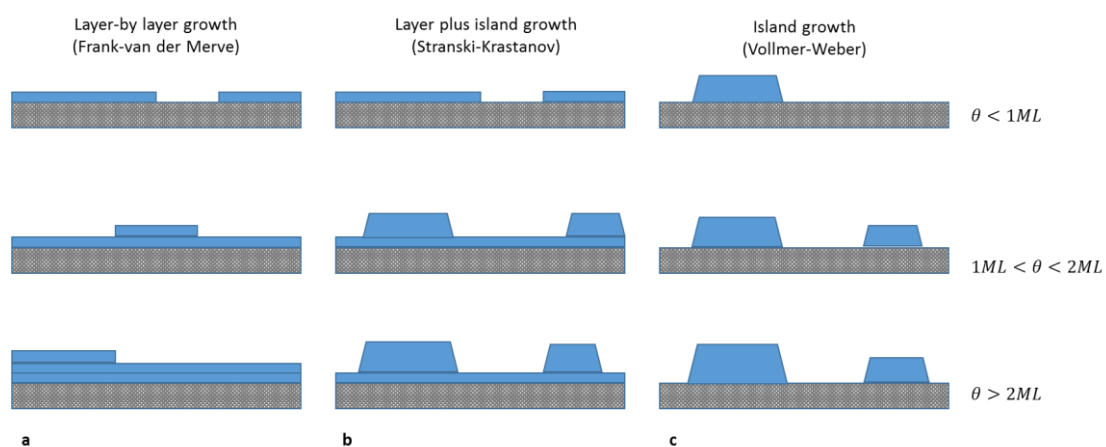 Layer-by layer growth
(Frank-van der Merve)
Layer plus island growth
(Stranski-Krastanov)
Island growth
(Vollmer-Weber)
θ < 1ML
1ML < θ < 2ML
θ > 2ML
a
b
c